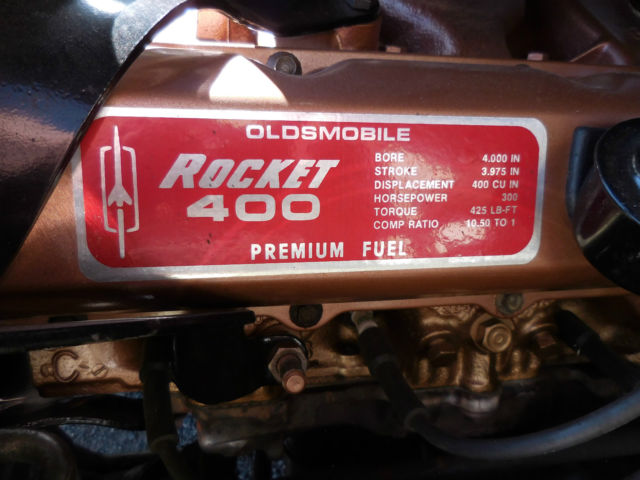 OLDSMOBILE
ROCKET
400
BORE 4.000 IN
STROKE 3.975 IN
DISPLACEMENT 400 CU IN
HORSEPOWER 300
TORQUE 425 LB-FT
COMP RATIO 10.50 TO 1
PREMIUM FUEL
C